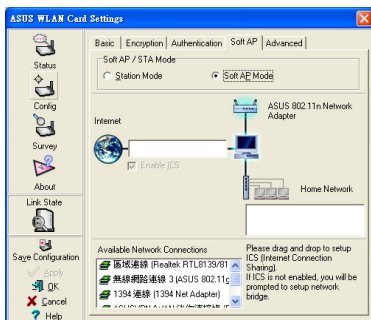 ASUS WLAN Card Settings
Status
Config
Survey
About
Link State
Save Configuration
Apply
OK
Cancel
Help
Basic Encryption Authentication Soft AP Advanced
Soft AP / STA Mode
Station Mode Soft AP Mode
Internet
ASUS 802.11n Network Adapter
Enable ICS
Home Network
Available Network Connections
區域連線 (Realtek RTL8139/81
無線網路連線 3 (ASUS 802.11g
1394 連線 (1394 Net Adapter)
Please drag and drop to setup
ICS (Internet Connection
Sharing).
If ICS is not enabled, you will be
prompted to setup network
bridge.